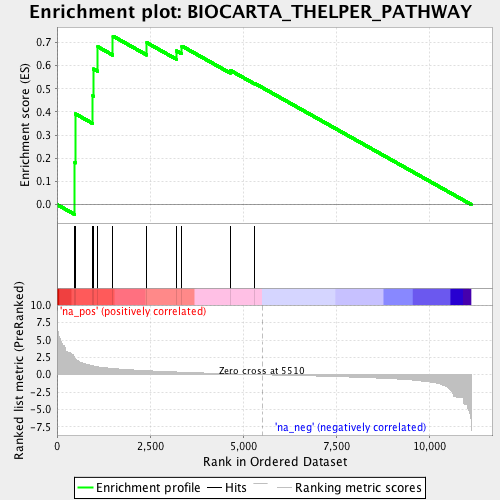 Enrichment plot: BIOCARTA_THELPER_PATHWAY
Enrichment score (ES)
0.7
0.6
0.5
0.4
0.3
0.2
0.1
0.0
Ranked list metric (PreRanked)
10.0
7.5
5.0
2.5
0.0
-2.5
-5.0
-7.5
'na_pos' (positively correlated)
Zero cross at 5510
'na_neg' (negatively correlated)
0
2,500
5,000
7,500
10,000
Rank in Ordered Dataset
Enrichment profile
Hits
Ranking metric scores